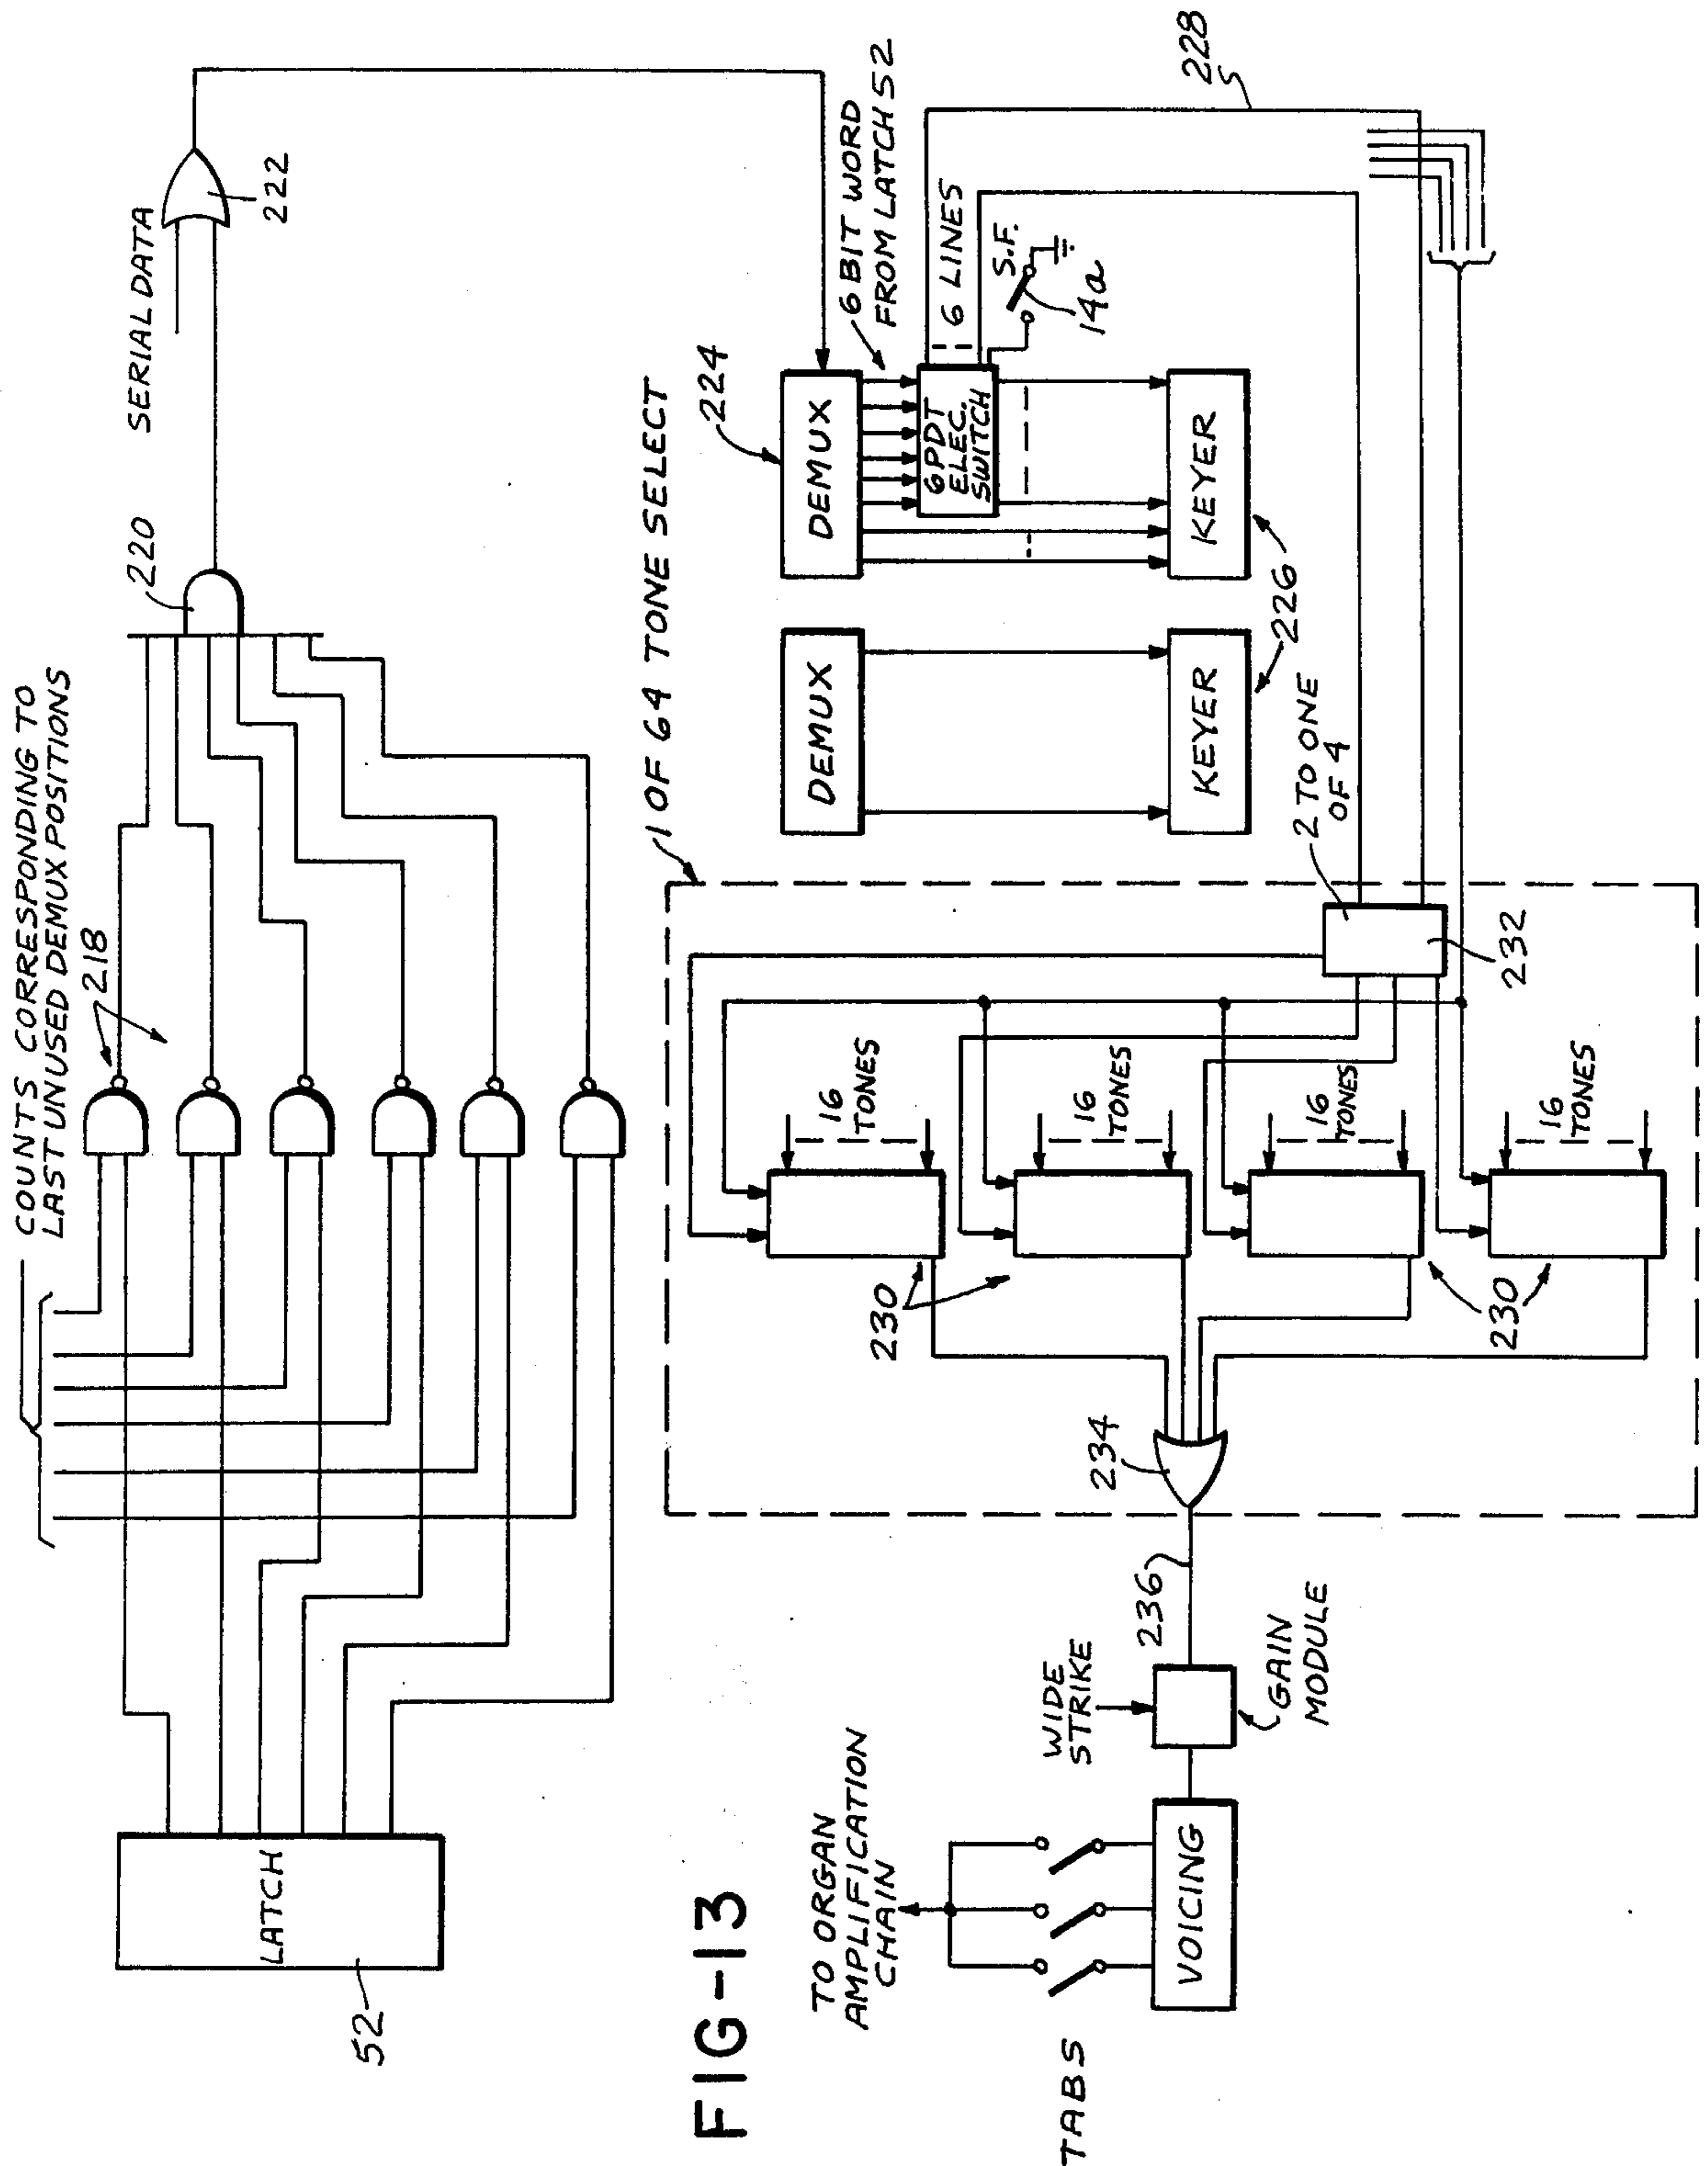 COUNTS CORRESPONDING TO
LAST UNUSED DEMUX POSITIONS
218
220
SERIAL DATA
222
LATCH
52
1 OF 64 TONE SELECT
224
DEMUX
6 BIT WORD
FROM LATCH 52
6PDT
ELEC.
SWITCH
6 LINES
S.F.
14a
228
DEMUX
KEYER
KEYER
226
2 TO ONE
OF 4
232
16
TONES
16
TONES
16
TONES
16
TONES
230
230
234
236
WIDE
STRIKE
GAIN
MODULE
TO ORGAN
AMPLIFICATION
CHAIN
VOICING
TABS
FIG-13